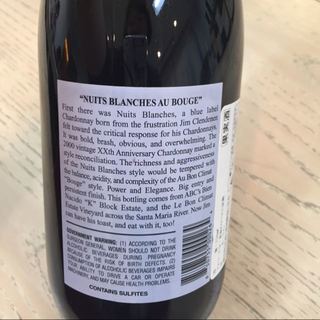 "NUITS BLANCHES AU BOUGE"
First there was Nuits Blanches, a blue label
Chardonnay born from the frustration Jim Clendenen
felt toward the critical response for his Chardonnays.
It was bold, brash, obvious, and overwhelming. The
2000 vintage XXth Anniversary Chardonnay marked a
style reconciliation. The richness and aggressiveness
of the Nuits Blanches style would be tempered with
the balance, acidity, and complexity of the Au Bon Climat
"Bouge" style. Power and Elegance. Big entry and
persistent finish. This bottling comes from ABC's Bien
Nacido "K" Block Estate, and the Le Bon Climat
Estate Vineyard across the Santa Maria River. Now Jim
can have his toast, and eat with it, too!
GOVERNMENT WARNING: (1) ACCORDING TO THE
SURGEON GENERAL, WOMEN SHOULD NOT DRINK
ALCOHOLIC BEVERAGES DURING PREGNANCY
BECAUSE OF THE RISK OF BIRTH DEFECTS. (2)
CONSUMPTION OF ALCOHOLIC BEVERAGES IMPAIRS
YOUR ABILITY TO DRIVE A CAR OR OPERATE
MACHINERY, AND MAY CAUSE HEALTH PROBLEMS.
CONTAINS SULFITES